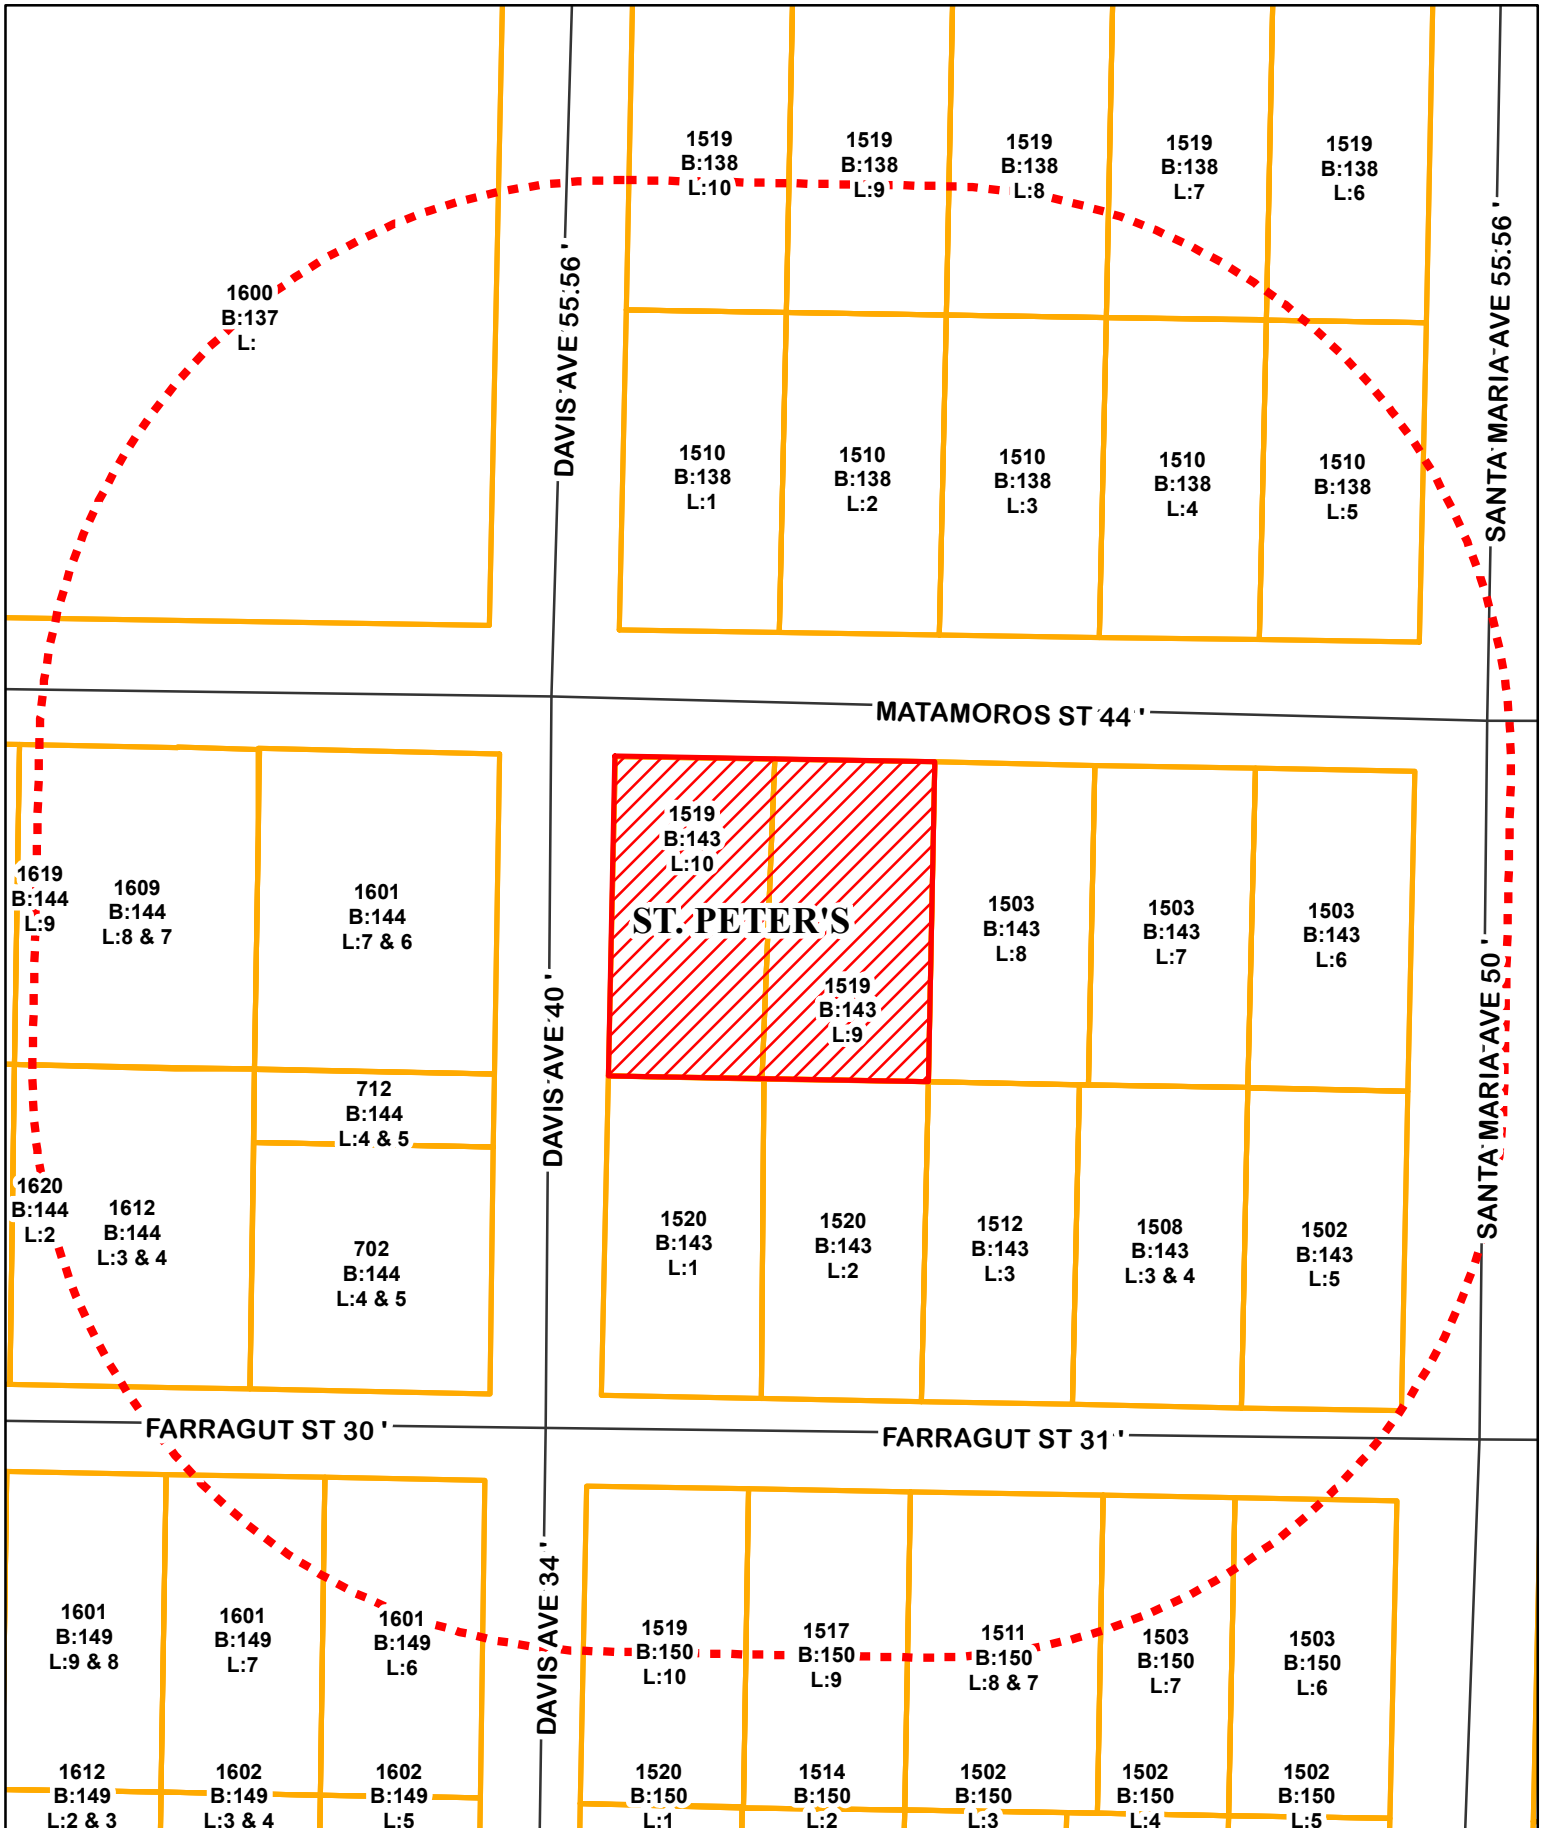 1519
B:138
L:10
1519
B:138
L:9
1519
B:138
L:8
1519
B:138
L:7
1519
B:138
L:6
1600
B:137
L:
DAVIS AVE 55.56 '
SANTA MARIA AVE 55.56 '
1510
B:138
L:1
1510
B:138
L:2
1510
B:138
L:3
1510
B:138
L:4
1510
B:138
L:5
MATAMOROS ST 44 '
1619
B:144
L:9
1609
B:144
L:8 & 7
1601
B:144
L:7 & 6
1519
B:143
L:10
ST. PETER'S
1519
B:143
L:9
1503
B:143
L:8
1503
B:143
L:7
1503
B:143
L:6
DAVIS AVE 40 '
SANTA MARIA AVE 50 '
712
B:144
L:4 & 5
1620
B:144
L:2
1612
B:144
L:3 & 4
702
B:144
L:4 & 5
1520
B:143
L:1
1520
B:143
L:2
1512
B:143
L:3
1508
B:143
L:3 & 4
1502
B:143
L:5
FARRAGUT ST 30 '
FARRAGUT ST 31 '
DAVIS AVE 34 '
1601
B:149
L:9 & 8
1601
B:149
L:7
1601
B:149
L:6
1519
B:150
L:10
1517
B:150
L:9
1511
B:150
L:8 & 7
1503
B:150
L:7
1503
B:150
L:6
1612
B:149
L:2 & 3
1602
B:149
L:3 & 4
1602
B:149
L:5
1520
B:150
L:1
1514
B:150
L:2
1502
B:150
L:3
1502
B:150
L:4
1502
B:150
L:5